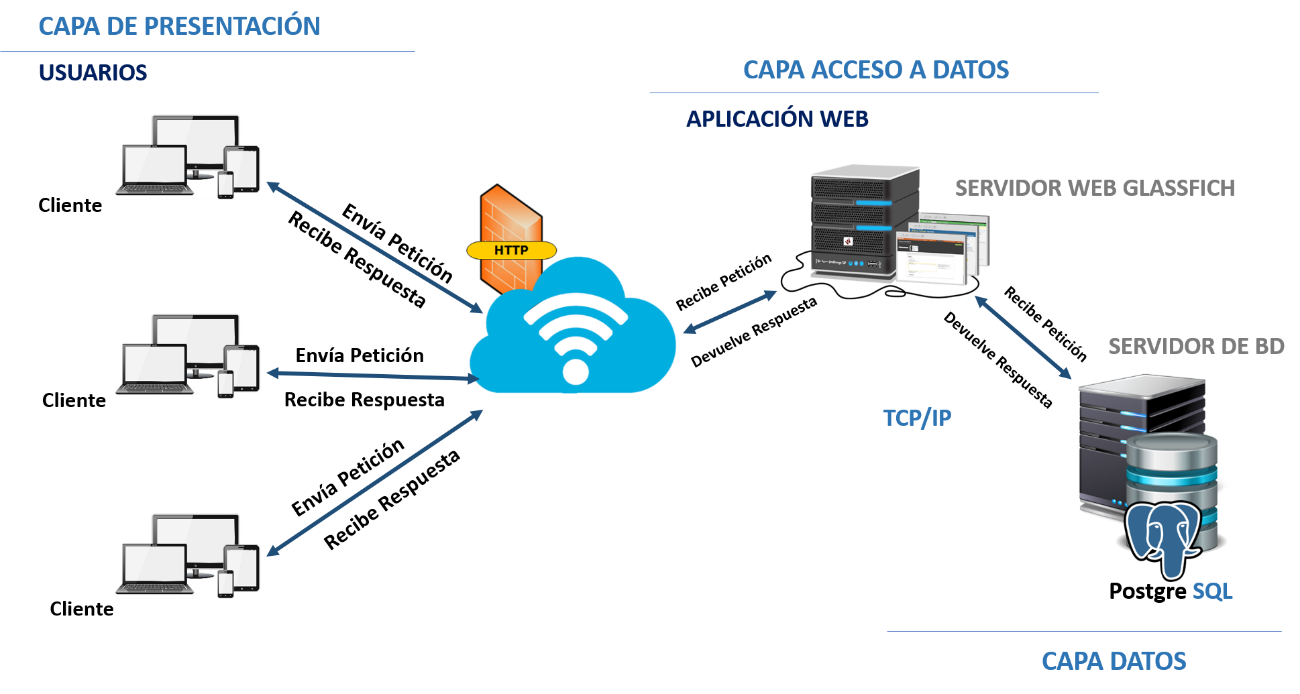 CAPA DE PRESENTACIÓN
USUARIOS
Cliente
Envía Petición
Recibe Respuesta
Cliente
Envía Petición
Recibe Respuesta
Cliente
Envía Petición
Recibe Respuesta
HTTP
CAPA ACCESO A DATOS
APLICACIÓN WEB
SERVIDOR WEB GLASSFICH
Recibe Petición
Devuelve Respuesta
Recibe Petición
Devuelve Respuesta
SERVIDOR DE BD
TCP/IP
Postgre SQL
CAPA DATOS